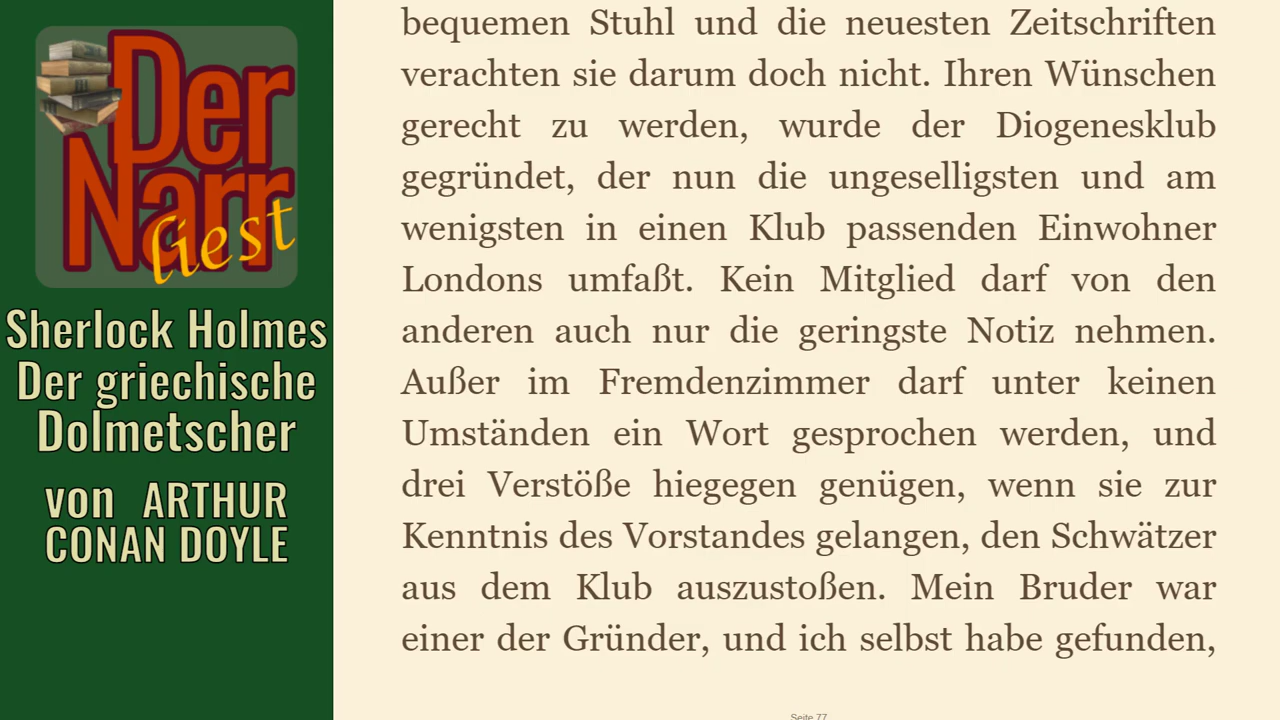 Der
Narr
liest
Sherlock Holmes
Der griechische
Dolmetscher
von ARTHUR
CONAN DOYLE
bequemen Stuhl und die neuesten Zeitschriften
verachten sie darum doch nicht. Ihren Wünschen
gerecht zu werden, wurde der Diogenesklub
gegründet, der nun die ungeselligsten und am
wenigsten in einen Klub passenden Einwohner
Londons umfaßt. Kein Mitglied darf von den
anderen auch nur die geringste Notiz nehmen.
Außer im Fremdenzimmer darf unter keinen
Umständen ein Wort gesprochen werden, und
drei Verstöße hiegegen genügen, wenn sie zur
Kenntnis des Vorstandes gelangen, den Schwätzer
aus dem Klub auszustoßen. Mein Bruder war
einer der Gründer, und ich selbst habe gefunden,
Seite 77